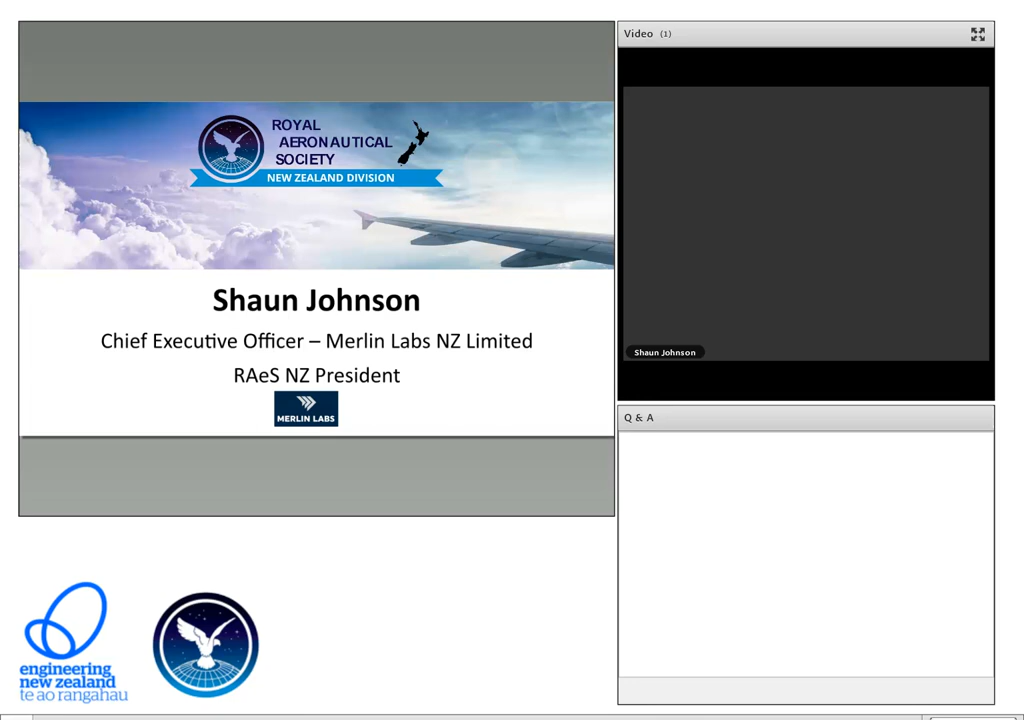 ROYAL
AERONAUTICAL
SOCIETY
NEW ZEALAND DIVISION
Shaun Johnson
Chief Executive Officer – Merlin Labs NZ Limited
RAeS NZ President
MERLIN LABS
Video (1)
Shaun Johnson
Q & A
engineering
new zealand
te ao rangahau